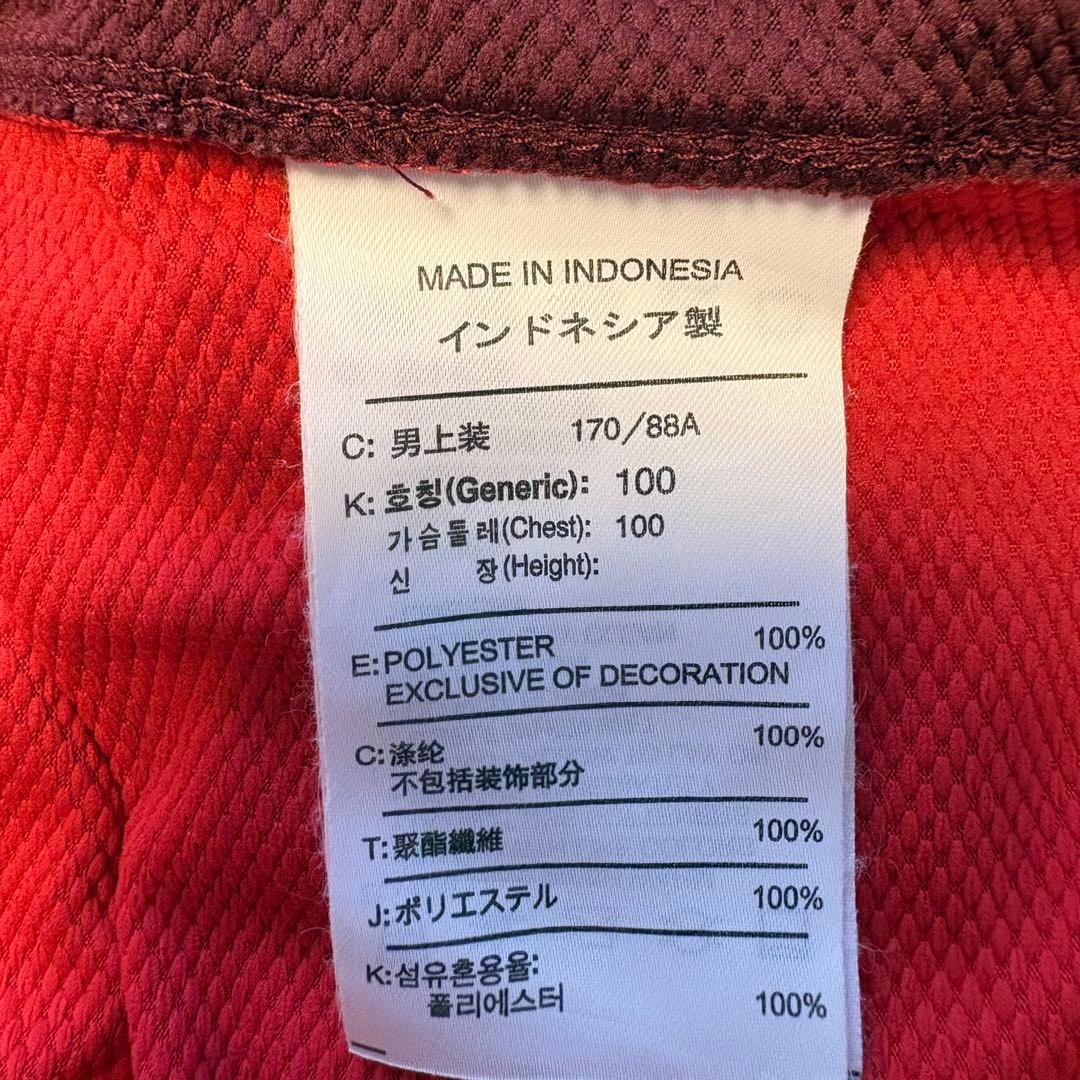 MADE IN INDONESIA
インドネシア製
C: 男上装 170/88A
K: 호칭(Generic): 100
가슴둘레(Chest): 100
신 장(Height):
E: POLYESTER 100%
EXCLUSIVE OF DECORATION
C: 涤纶 100%
不包括装饰部分
T: 聚酯纖維 100%
J: ポリエステル 100%
K: 섬유혼용율:
폴리에스터 100%